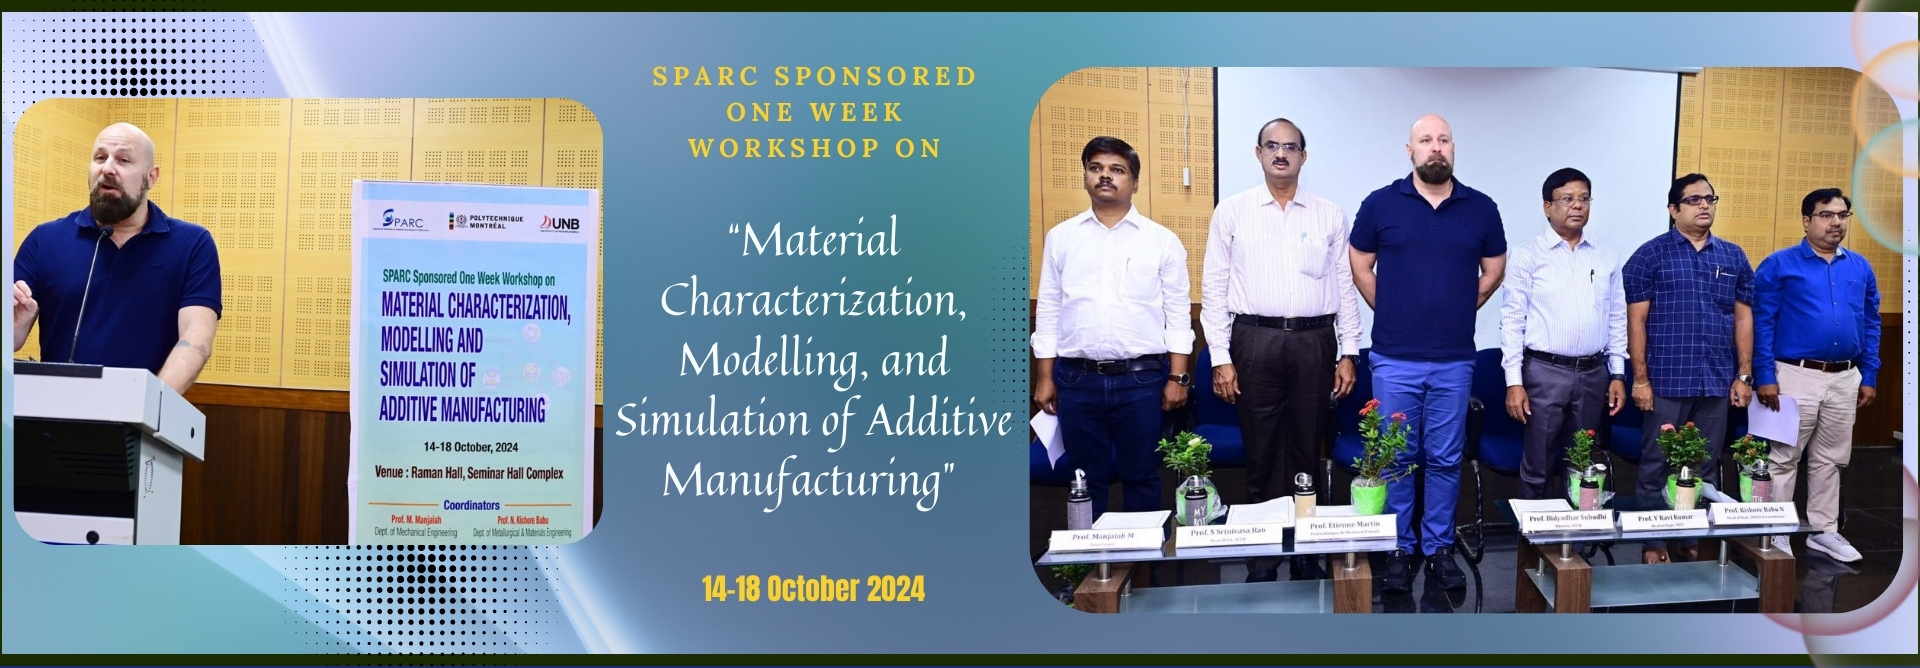 SPARC SPONSORED
ONE WEEK
WORKSHOP ON
“Material
Characterization,
Modelling, and
Simulation of Additive
Manufacturing"
14-18 October 2024
SPARC
POLYTECHNIQUE
MONTRÉAL
UNB
SPARC Sponsored One Week Workshop on
MATERIAL CHARACTERIZATION,
MODELLING AND
SIMULATION OF
ADDITIVE MANUFACTURING
14-18 October, 2024
Venue : Raman Hall, Seminar Hall Complex
Coordinators
Prof. M. Manjaiah
Dept. of Mechanical Engineering
Prof. N. Kishore Babu
Dept. of Metallurgical & Materials Engineering
Prof. Manjaiah M
Prof. S Srinivasa Rao
Prof. Etienne Martin
Prof. Bidyadhar Subudhi
Prof. V Ravi Kumar
Prof. Kishore Babu N
MY